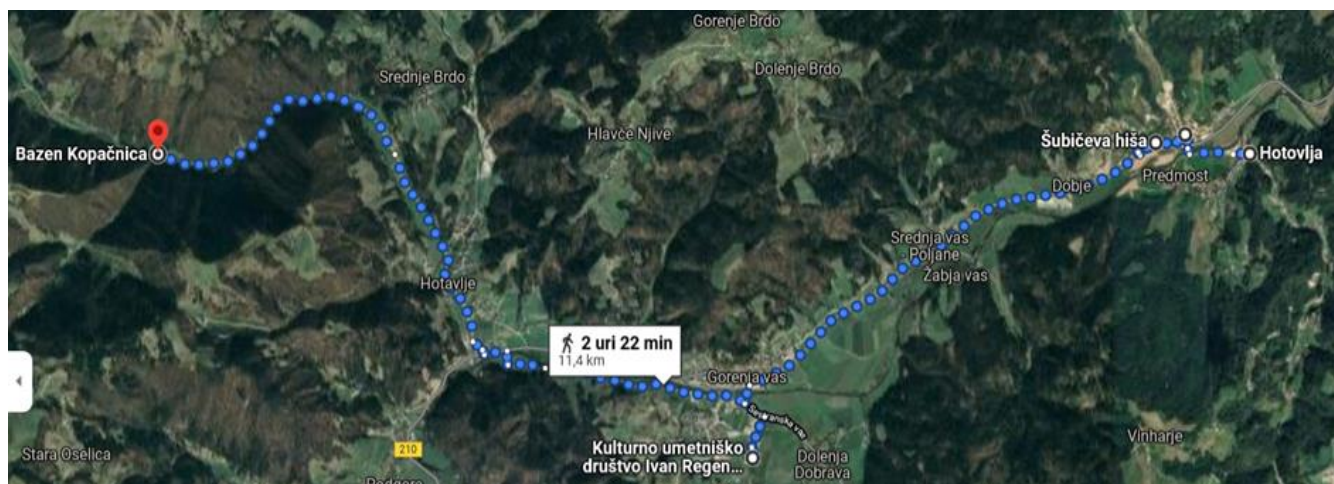 Gorenje Brdo
Srednje Brdo
Dolenje Brdo
Hlavče Njive
Bazen Kopačnica
Šubičeva hiša
Hotovlja
Predmost
Dobje
Srednja vas
Poljane
Žabja vas
Hotavlje
2 uri 22 min
11,4 km
Gorenja vas
Sestranska vas
Kulturno umetniško
društvo Ivan Regen...
Dolenja
Dobrava
Vinharje
Stara Oselica
210